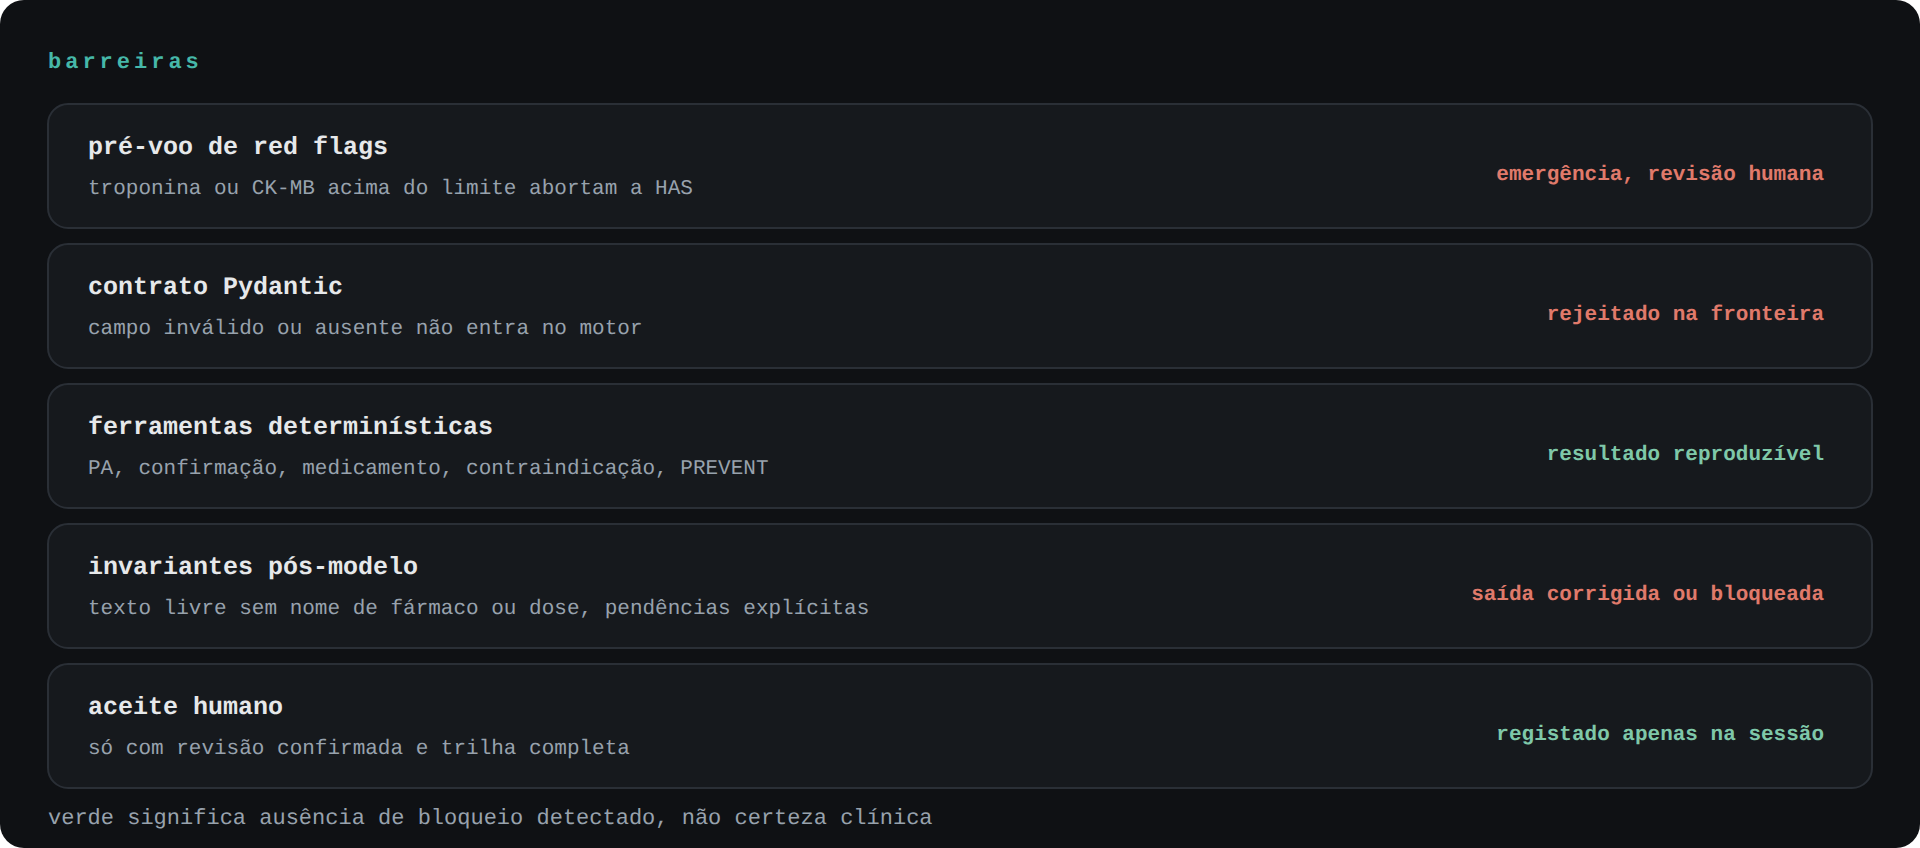 barreiras
pré-voo de red flags
troponina ou CK-MB acima do limite abortam a HAS
emergência, revisão humana
contrato Pydantic
campo inválido ou ausente não entra no motor
rejeitado na fronteira
ferramentas determinísticas
PA, confirmação, medicamento, contraindicação, PREVENT
resultado reproduzível
invariantes pós-modelo
texto livre sem nome de fármaco ou dose, pendências explícitas
saída corrigida ou bloqueada
aceite humano
só com revisão confirmada e trilha completa
registado apenas na sessão
verde significa ausência de bloqueio detectado, não certeza clínica